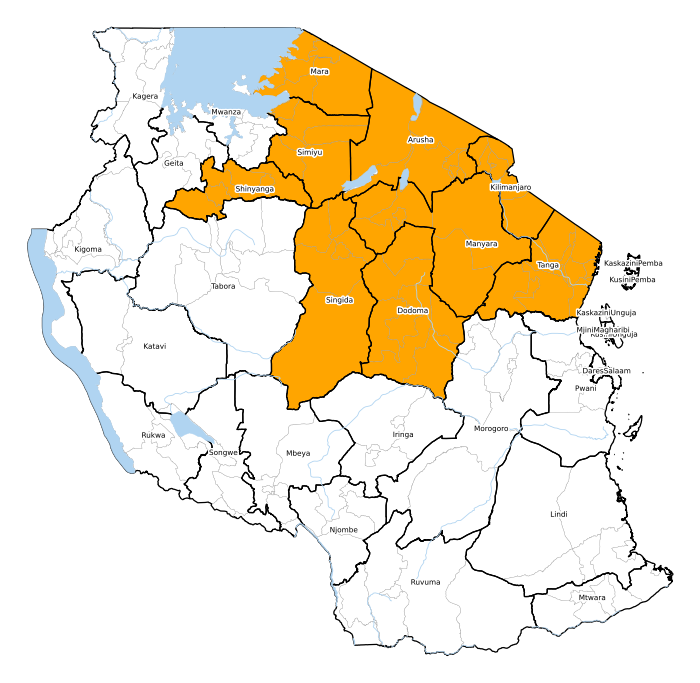 Mara
Kagera
Mwanza
Arusha
Simiyu
Geita
Shinyanga
Kilimanjaro
Manyara
Kigoma
Tanga
KaskaziniPemba
KusiniPemba
Tabora
Singida
Dodoma
KaskaziniUnguja
MjiniMagharibi
KusiniUnguja
Katavi
DaresSalaam
Pwani
Rukwa
Iringa
Morogoro
Songwe
Mbeya
Lindi
Njombe
Ruvuma
Mtwara